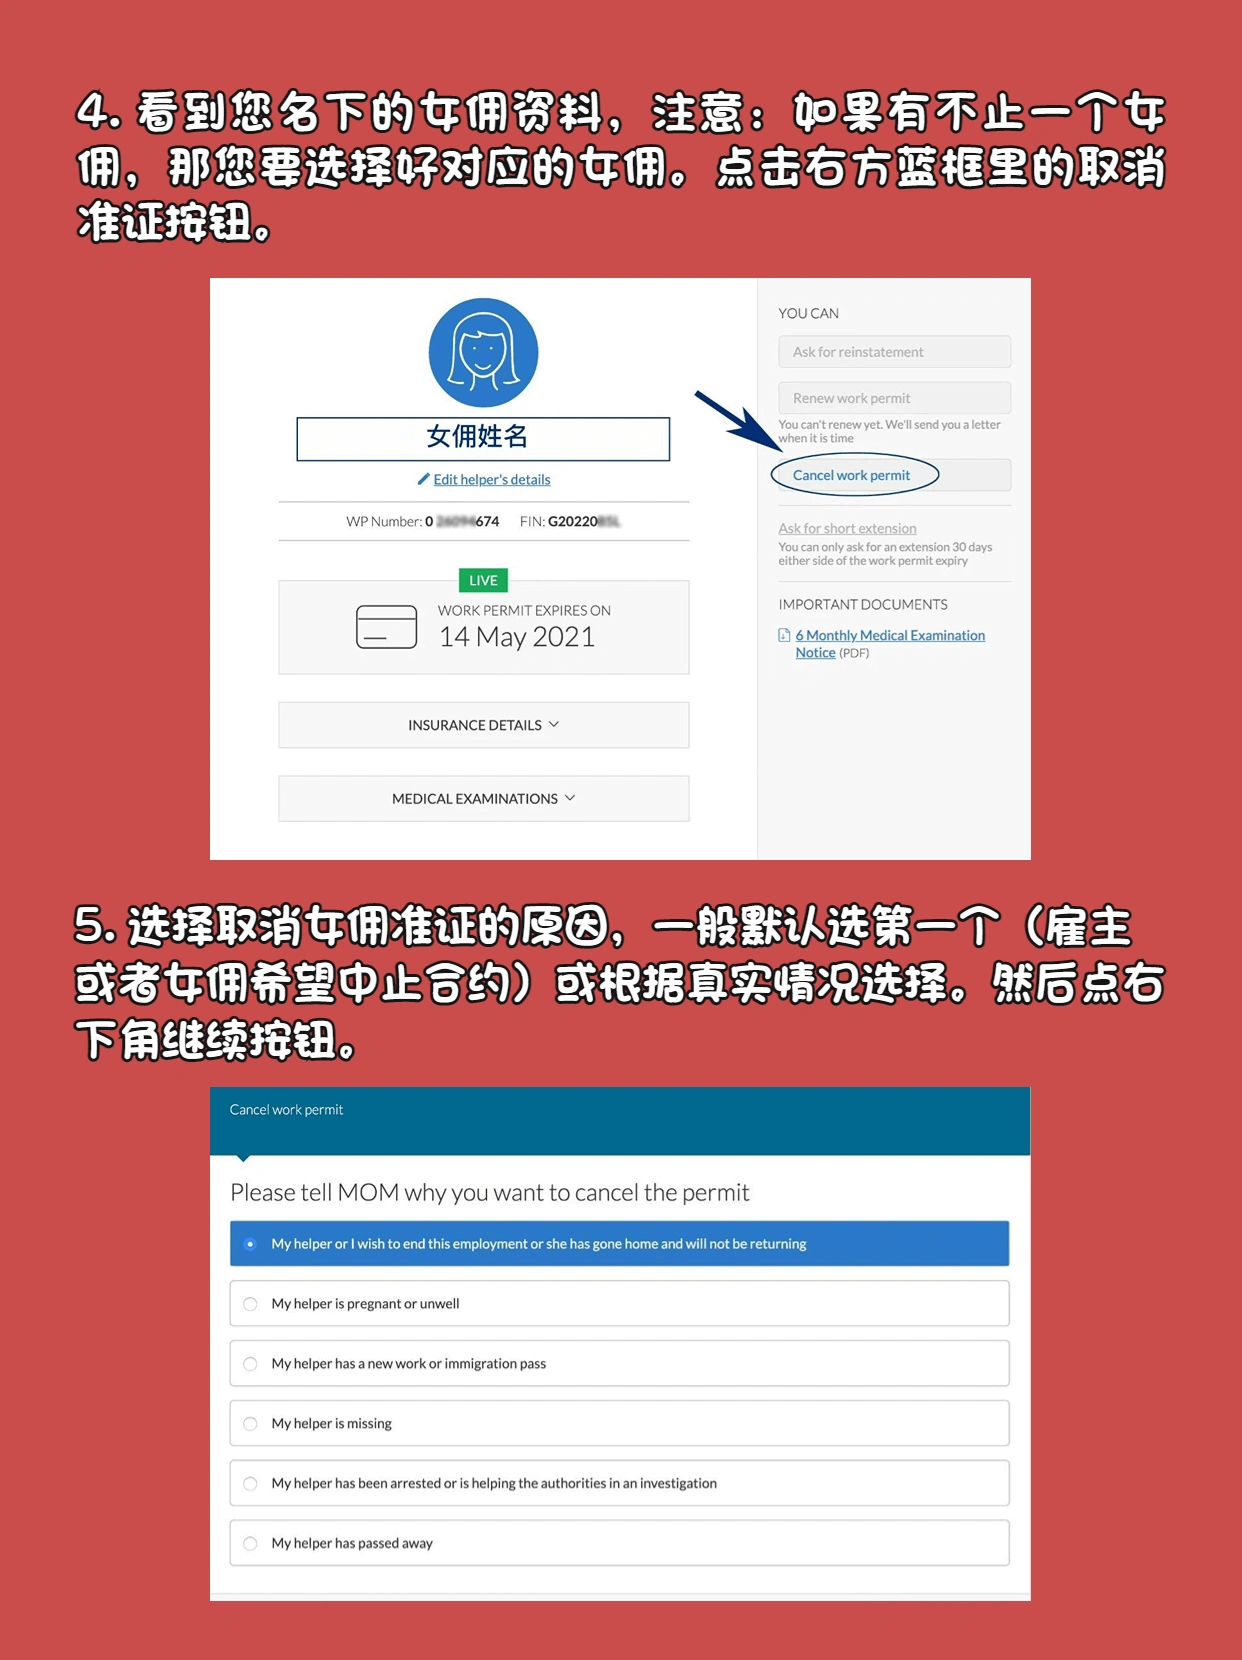 4. 看到您名下的女佣资料，注意：如果有不止一个女
佣，那您要选择好对应的女佣。点击右方蓝框里的取消
准证按钮。
女佣姓名
Edit helper's details
WP Number: 0 674 FIN: G20220
LIVE
WORK PERMIT EXPIRES ON
14 May 2021
INSURANCE DETAILS
MEDICAL EXAMINATIONS
YOU CAN
Ask for reinstatement
Renew work permit
You can't renew yet. We'll send you a letter
when it is time
Cancel work permit
Ask for short extension
You can only ask for an extension 30 days
either side of the work permit expiry
IMPORTANT DOCUMENTS
6 Monthly Medical Examination
Notice (PDF)
5. 选择取消女佣准证的原因，一般默认选第一个（雇主
或者女佣希望中止合约）或根据真实情况选择。然后点右
下角继续按钮。
Cancel work permit
Please tell MOM why you want to cancel the permit
My helper or I wish to end this employment or she has gone home and will not be returning
My helper is pregnant or unwell
My helper has a new work or immigration pass
My helper is missing
My helper has been arrested or is helping the authorities in an investigation
My helper has passed away